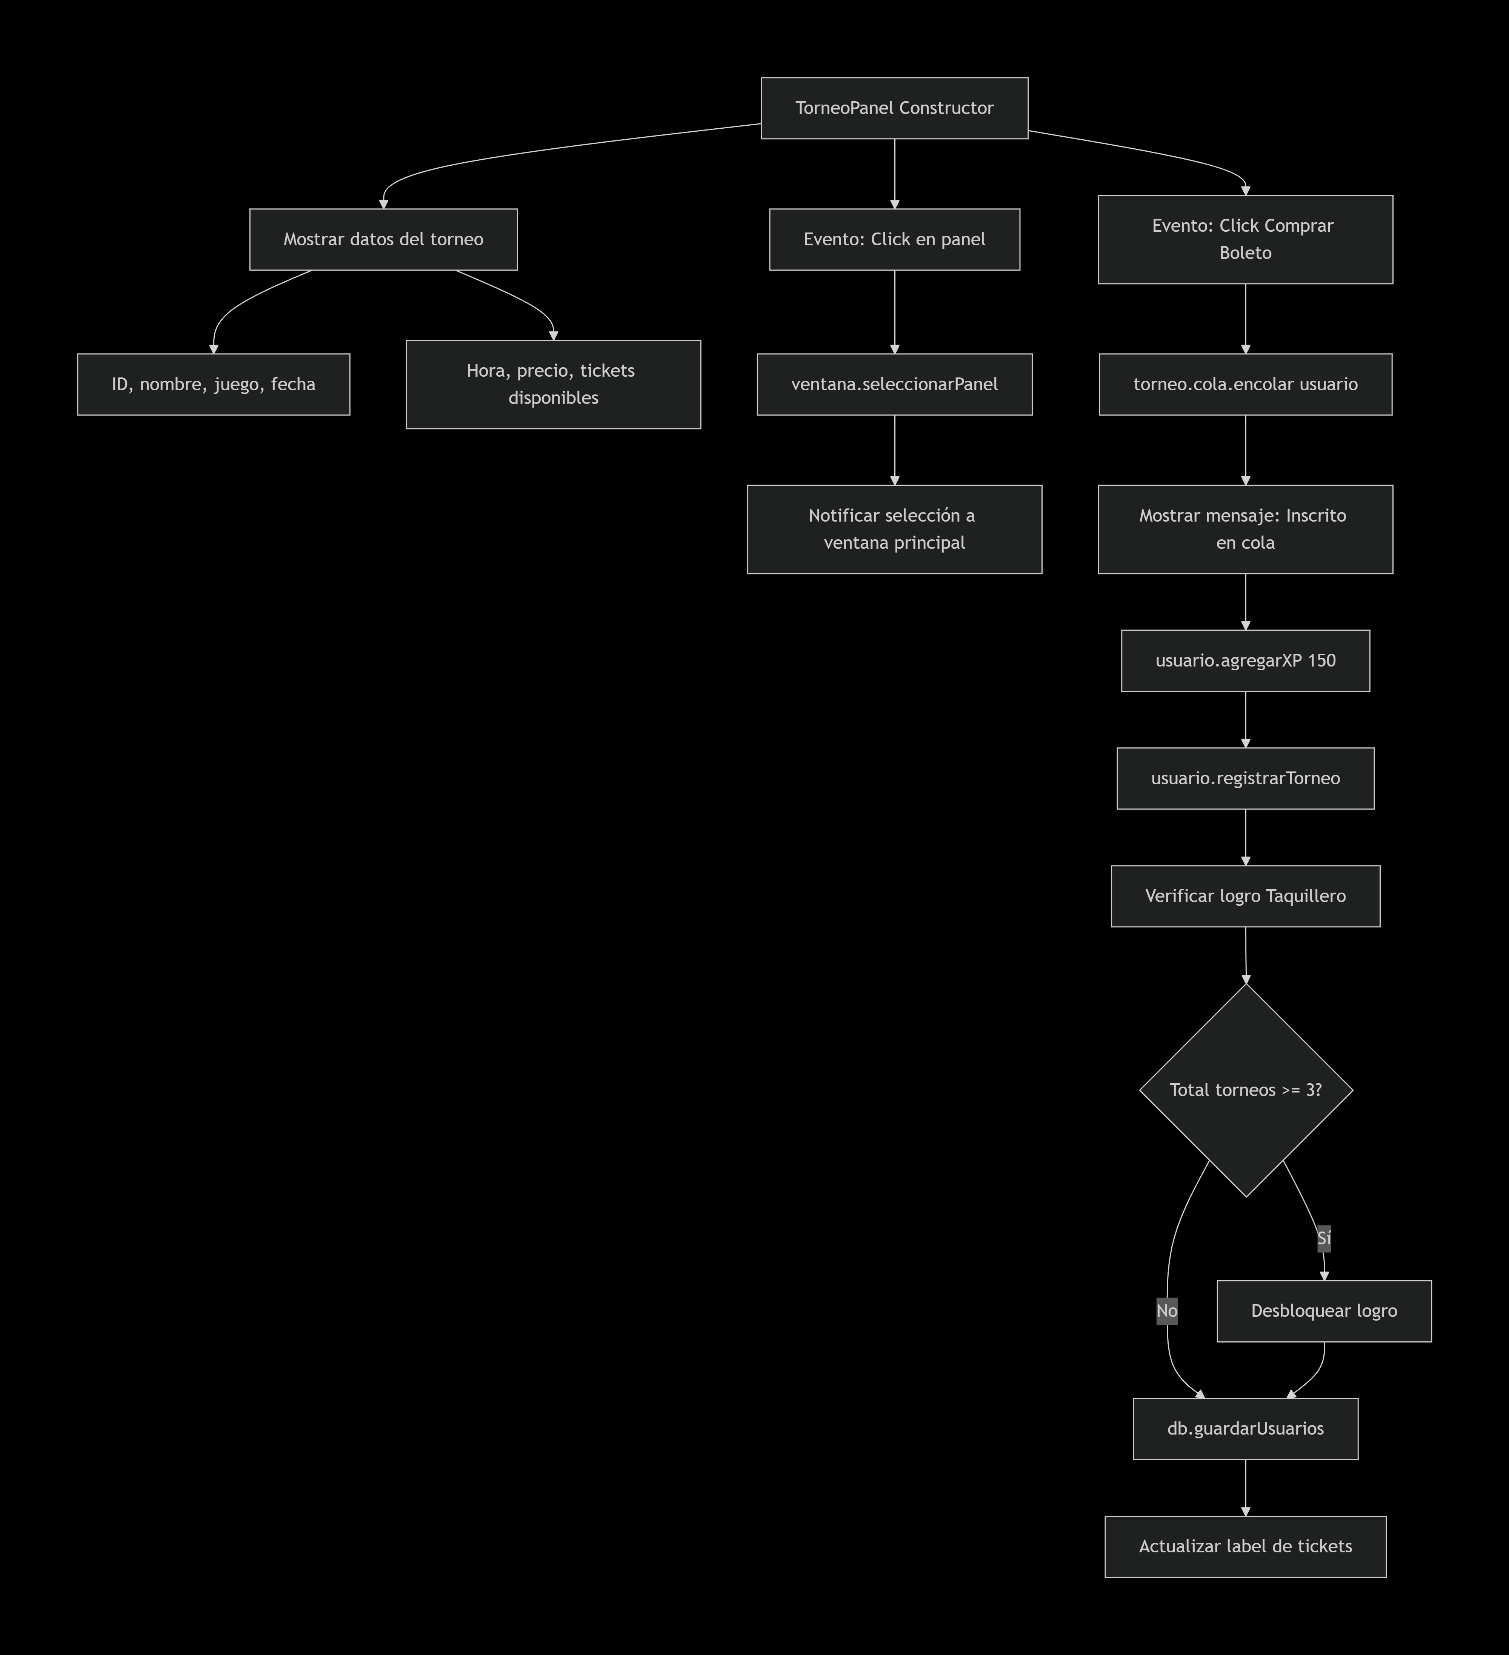 TorneoPanel Constructor
Mostrar datos del torneo
Evento: Click en panel
Evento: Click Comprar
Boleto
ID, nombre, juego, fecha
Hora, precio, tickets
disponibles
ventana.seleccionarPanel
torneo.cola.encolar usuario
Notificar selección a
ventana principal
Mostrar mensaje: Inscrito
en cola
usuario.agregarXP 150
usuario.registrarTorneo
Verificar logro Taquillero
Total torneos >= 3?
Sí
No
Desbloquear logro
db.guardarUsuarios
Actualizar label de tickets